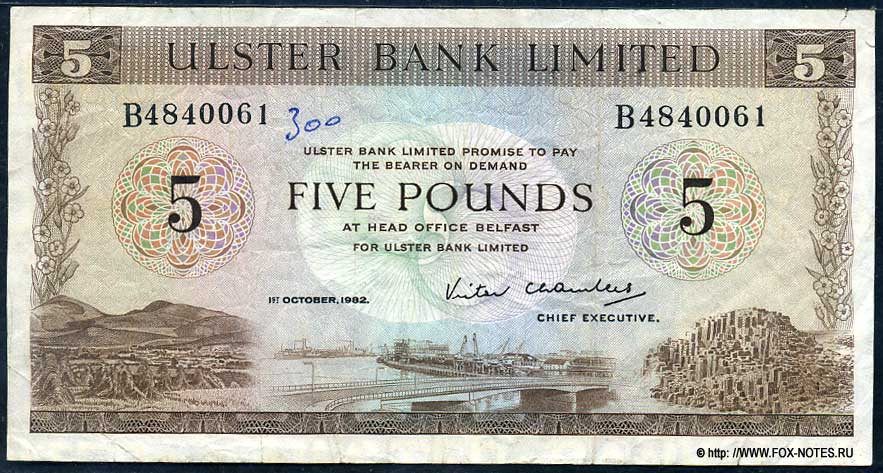 5 ULSTER BANK LIMITED 5
B4840061 300 B4840061
ULSTER BANK LIMITED PROMISE TO PAY
THE BEARER ON DEMAND
5 FIVE POUNDS 5
AT HEAD OFFICE BELFAST
FOR ULSTER BANK LIMITED
1ST OCTOBER, 1982. Victor Chambers
CHIEF EXECUTIVE.
© http: //WWW.FOX-NOTES.RU